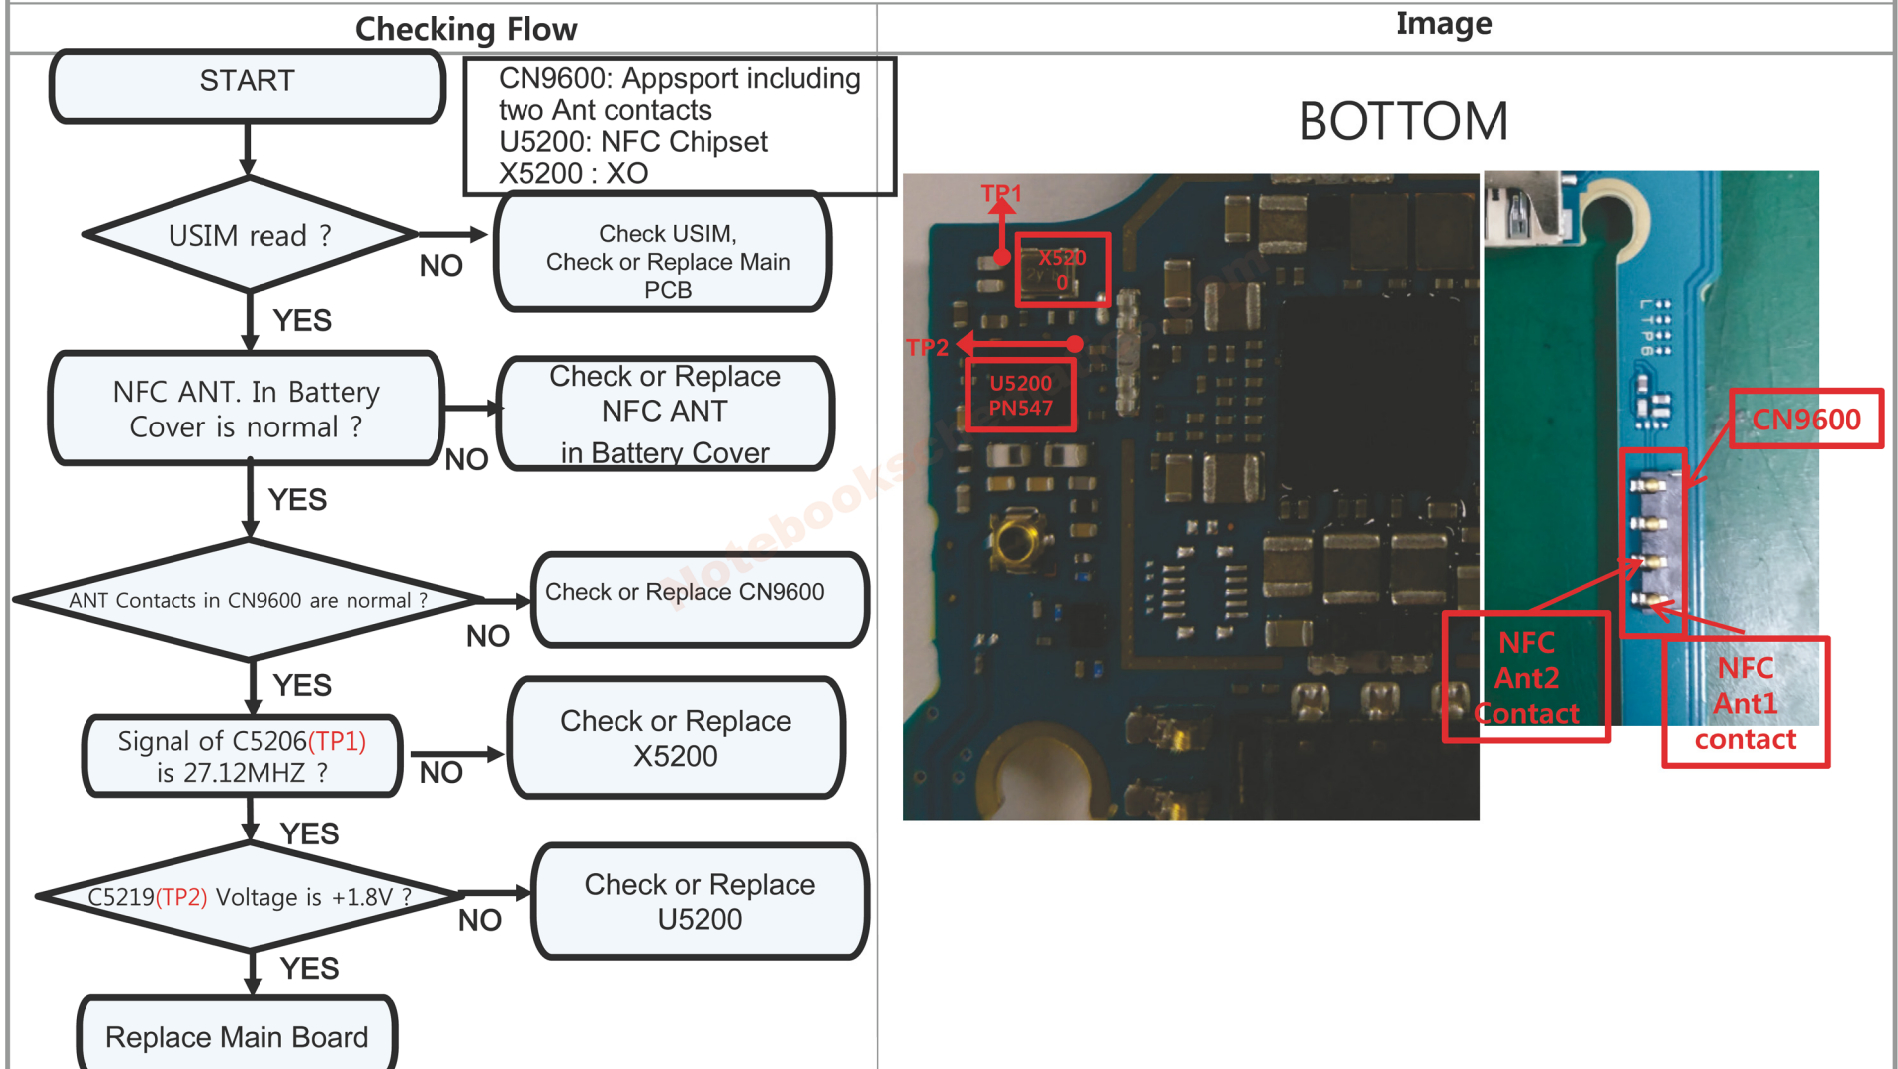 Checking Flow
Image
START
CN9600: Appsport including
two Ant contacts
U5200: NFC Chipset
X5200 : XO
USIM read ?
NO
Check USIM,
Check or Replace Main
PCB
YES
NFC ANT. In Battery
Cover is normal ?
NO
Check or Replace
NFC ANT
in Battery Cover
YES
ANT Contacts in CN9600 are normal ?
NO
Check or Replace CN9600
YES
Signal of C5206(TP1)
is 27.12MHZ ?
NO
Check or Replace
X5200
YES
C5219(TP2) Voltage is +1.8V ?
NO
Check or Replace
U5200
YES
Replace Main Board
BOTTOM
TP1
X520
0
TP2
U5200
PN547
LTP6
CN9600
NFC
Ant2
Contact
NFC
Ant1
contact